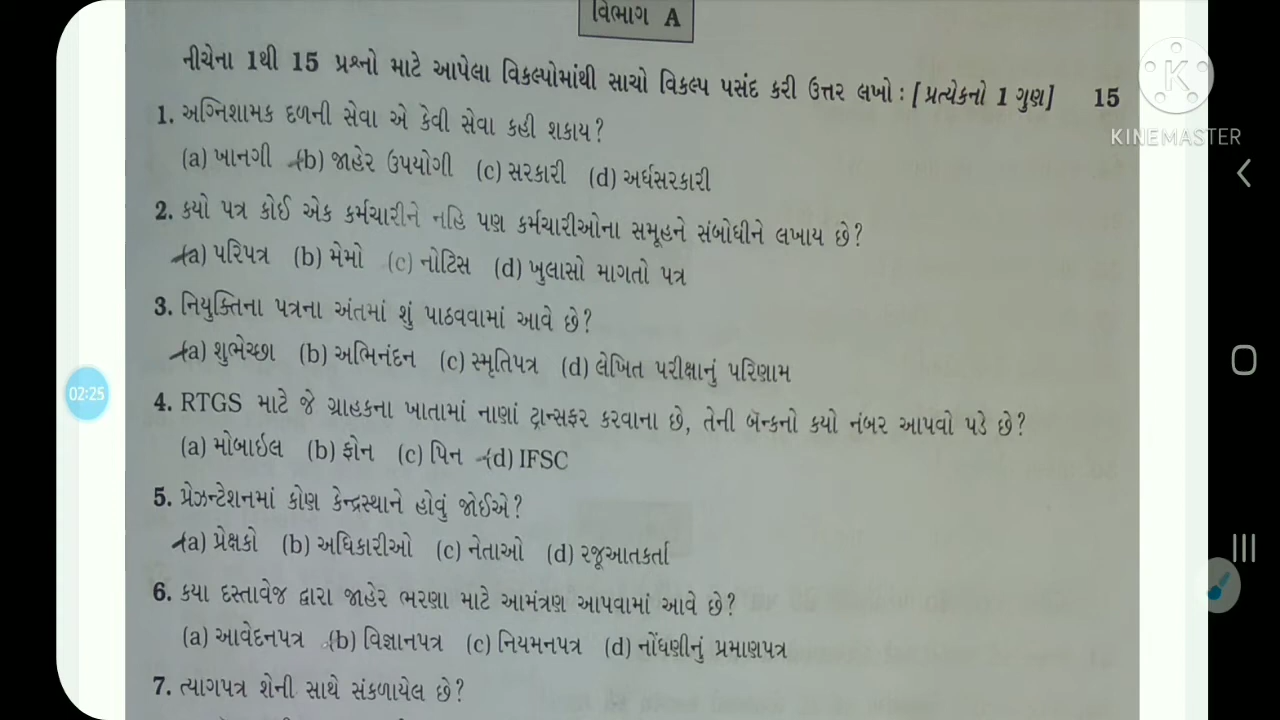 વિભાગ A
નીચેના 1થી 15 પ્રશ્નો માટે આપેલા વિકલ્પોમાંથી સાચો વિકલ્પ પસંદ કરી ઉત્તર લખો : [પ્રત્યેકનો 1 ગુણ] 15
KINEMASTER
1. અગ્નિશામક દળની સેવા એ કેવી સેવા કહી શકાય?
(a) ખાનગી (b) જાહેર ઉપયોગી (c) સરકારી (d) અર્ધસરકારી
2. કયો પત્ર કોઈ એક કર્મચારીને નહિ પણ કર્મચારીઓના સમૂહને સંબોધીને લખાય છે?
(a) પરિપત્ર (b) મેમો (c) નોટિસ (d) ખુલાસો માગતો પત્ર
3. નિયુક્તિના પત્રના અંતમાં શું પાઠવવામાં આવે છે?
(a) શુભેચ્છા (b) અભિનંદન (c) સ્મૃતિપત્ર (d) લેખિત પરીક્ષાનું પરિણામ
02:25
4. RTGS માટે જે ગ્રાહકના ખાતામાં નાણાં ટ્રાન્સફર કરવાના છે, તેની બૅન્કનો કયો નંબર આપવો પડે છે?
(a) મોબાઇલ (b) ફોન (c) પિન (d) IFSC
5. પ્રેઝન્ટેશનમાં કોણ કેન્દ્રસ્થાને હોવું જોઈએ?
(a) પ્રેક્ષકો (b) અધિકારીઓ (c) નેતાઓ (d) રજૂઆતકર્તા
6. કયા દસ્તાવેજ દ્વારા જાહેર ભરણા માટે આમંત્રણ આપવામાં આવે છે?
(a) આવેદનપત્ર (b) વિજ્ઞાનપત્ર (c) નિયમનપત્ર (d) નોંધણીનું પ્રમાણપત્ર
7. ત્યાગપત્ર શેની સાથે સંકળાયેલ છે?